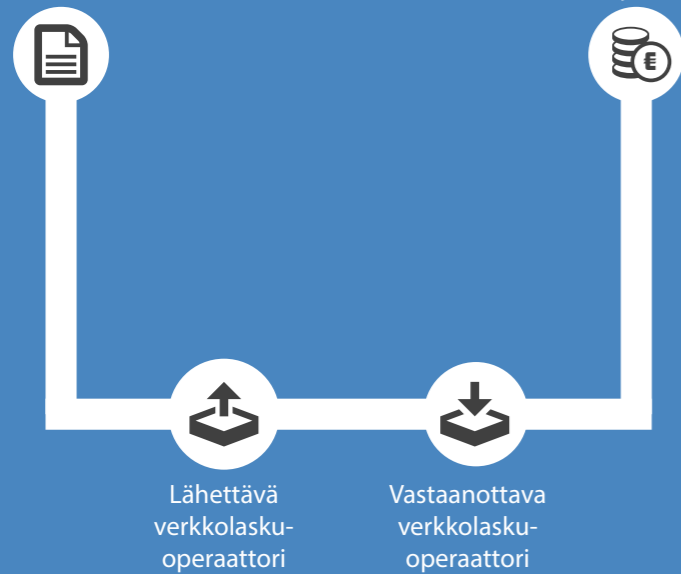 Lähettävä
verkkolasku-
operaattori
Vastaanottava
verkkolasku-
operaattori